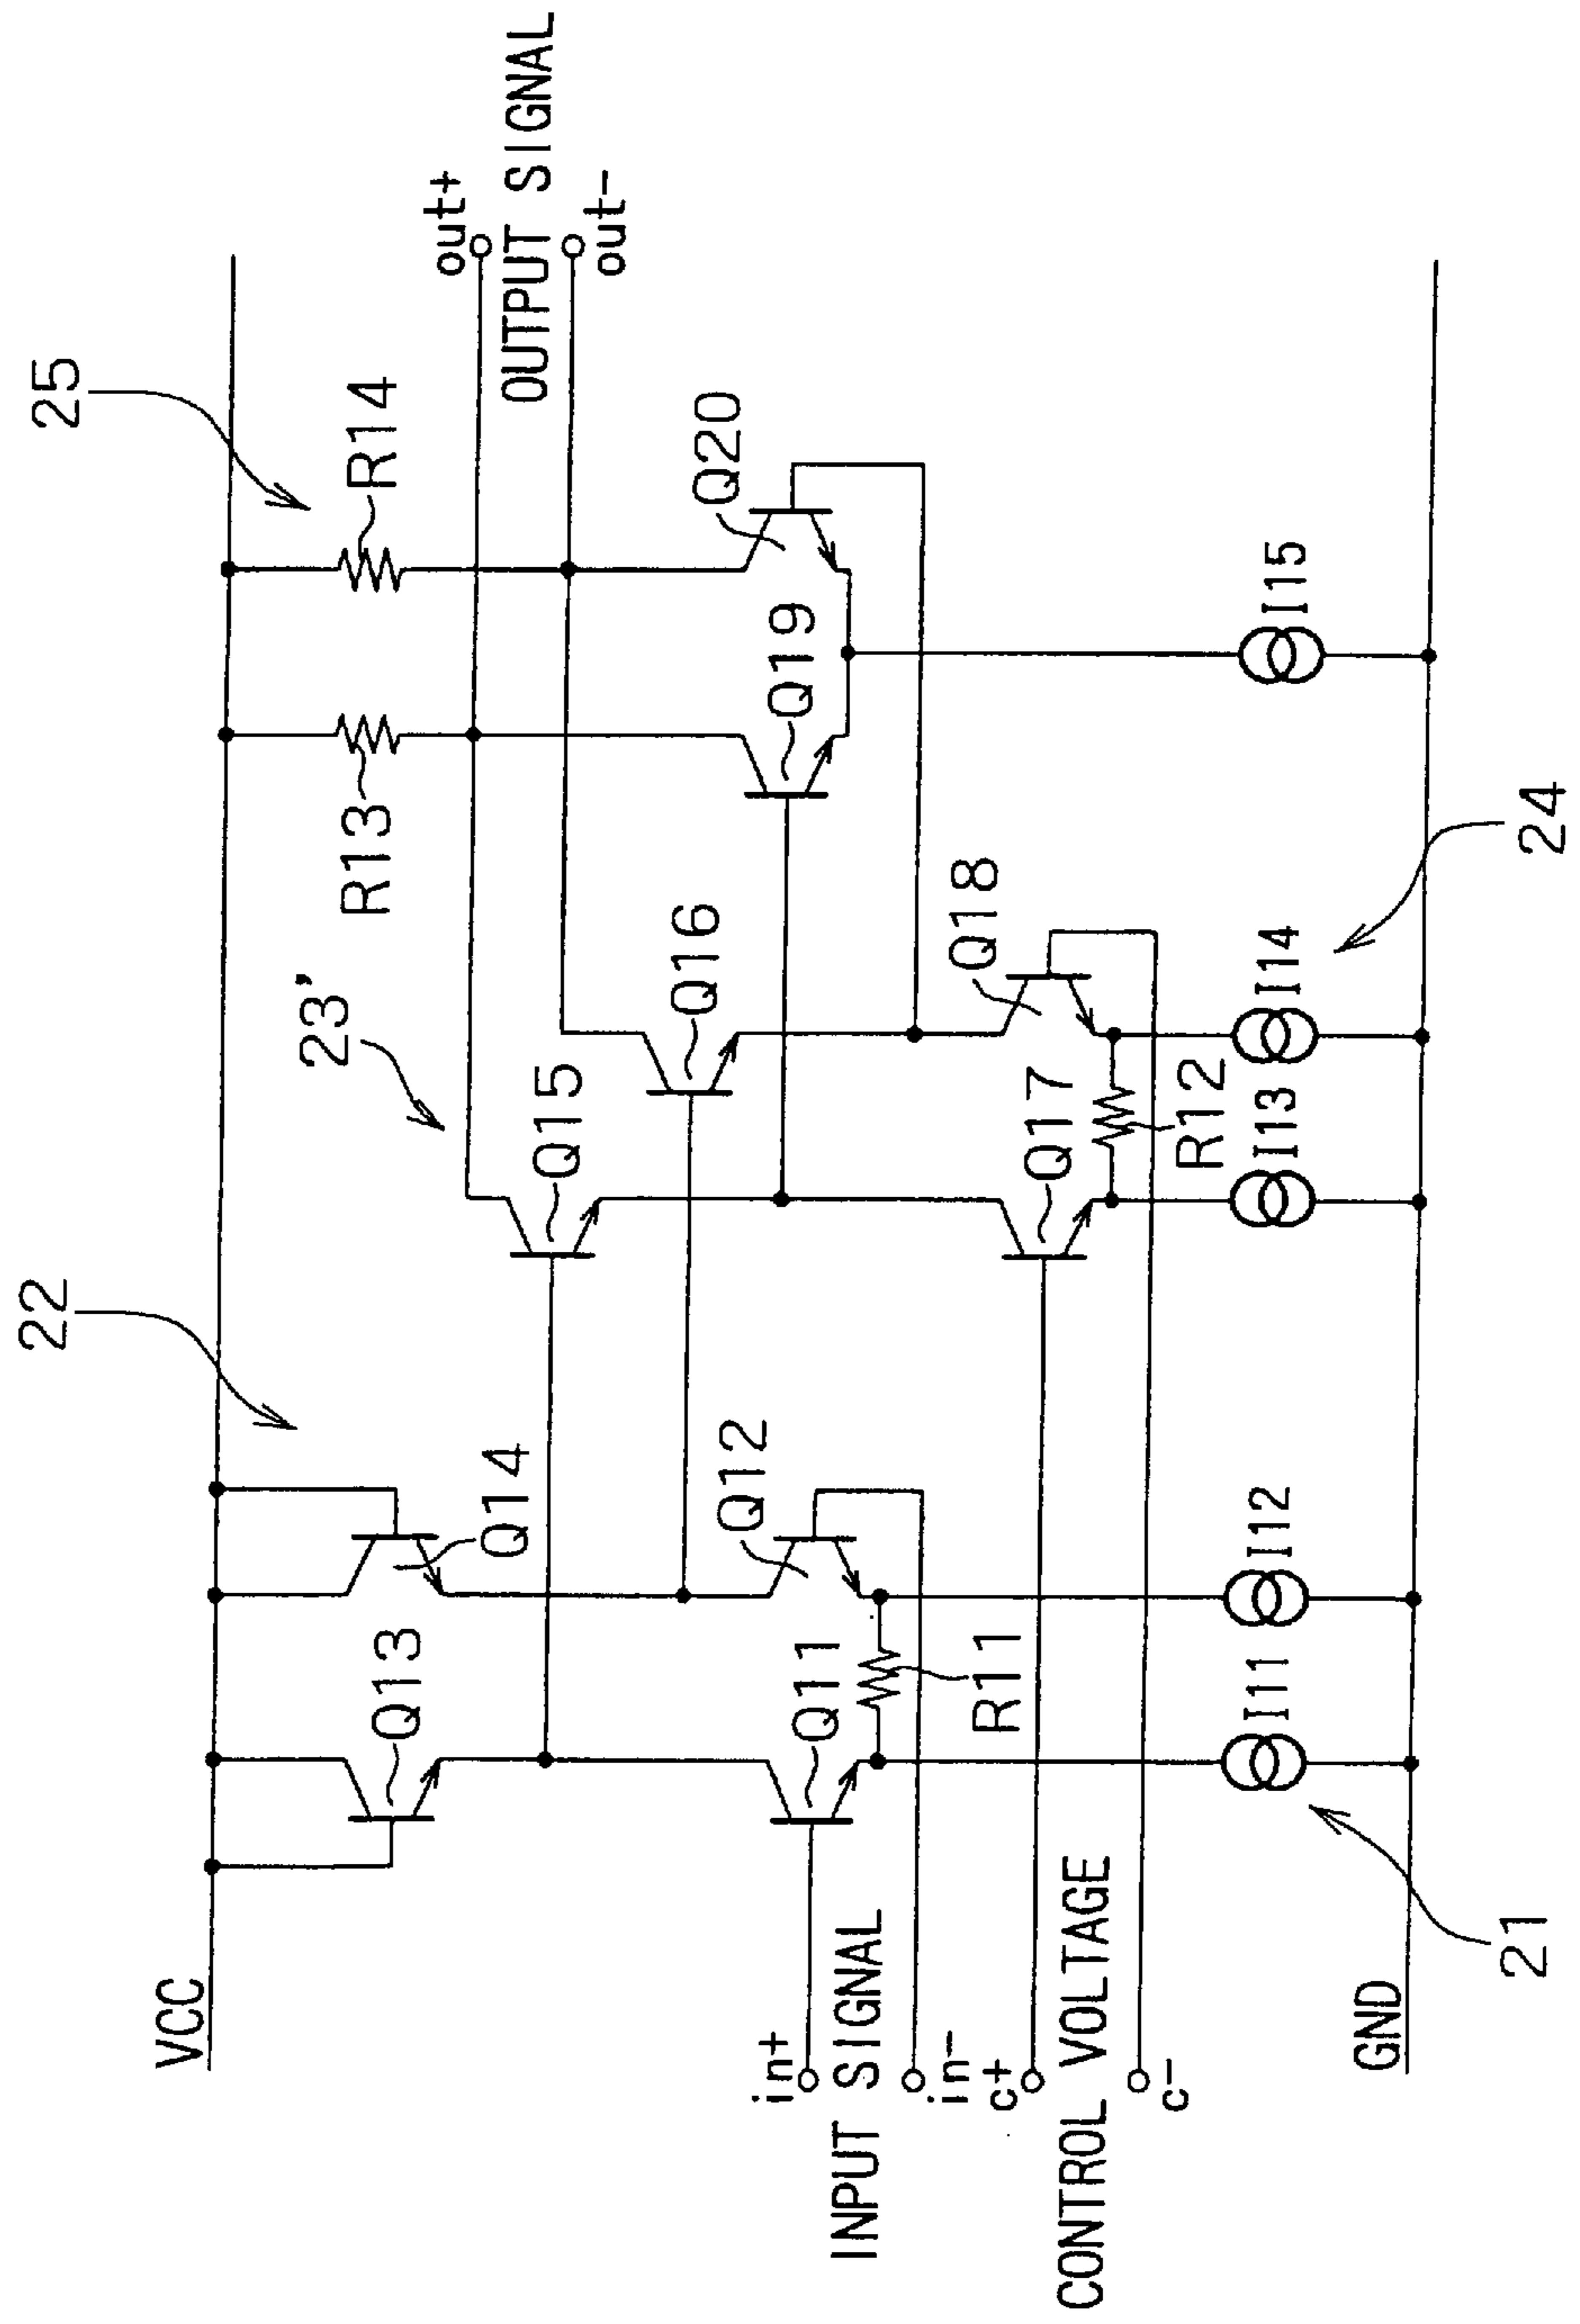 22
23'
25
VCC
Q13
Q14
R13
R14
out+
OUTPUT SIGNAL
out-
Q15
Q16
Q19
Q20
in+
INPUT SIGNAL
in-
Q11
Q12
R11
c+
CONTROL VOLTAGE
c-
Q17
Q18
R12
I11
I12
I13
I14
I15
GND
21
24